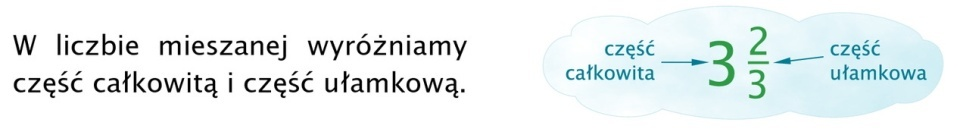 W liczbie mieszanej wyróżniamy
część całkowitą i część ułamkową.
część
całkowita
3 2/3
część
ułamkowa